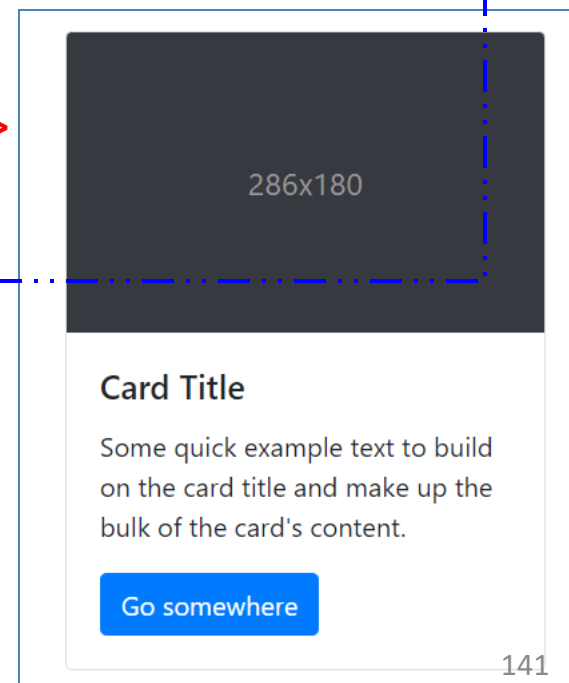 >
286x180
Card Title
Some quick example text to build
on the card title and make up the
bulk of the card's content.
Go somewhere
141